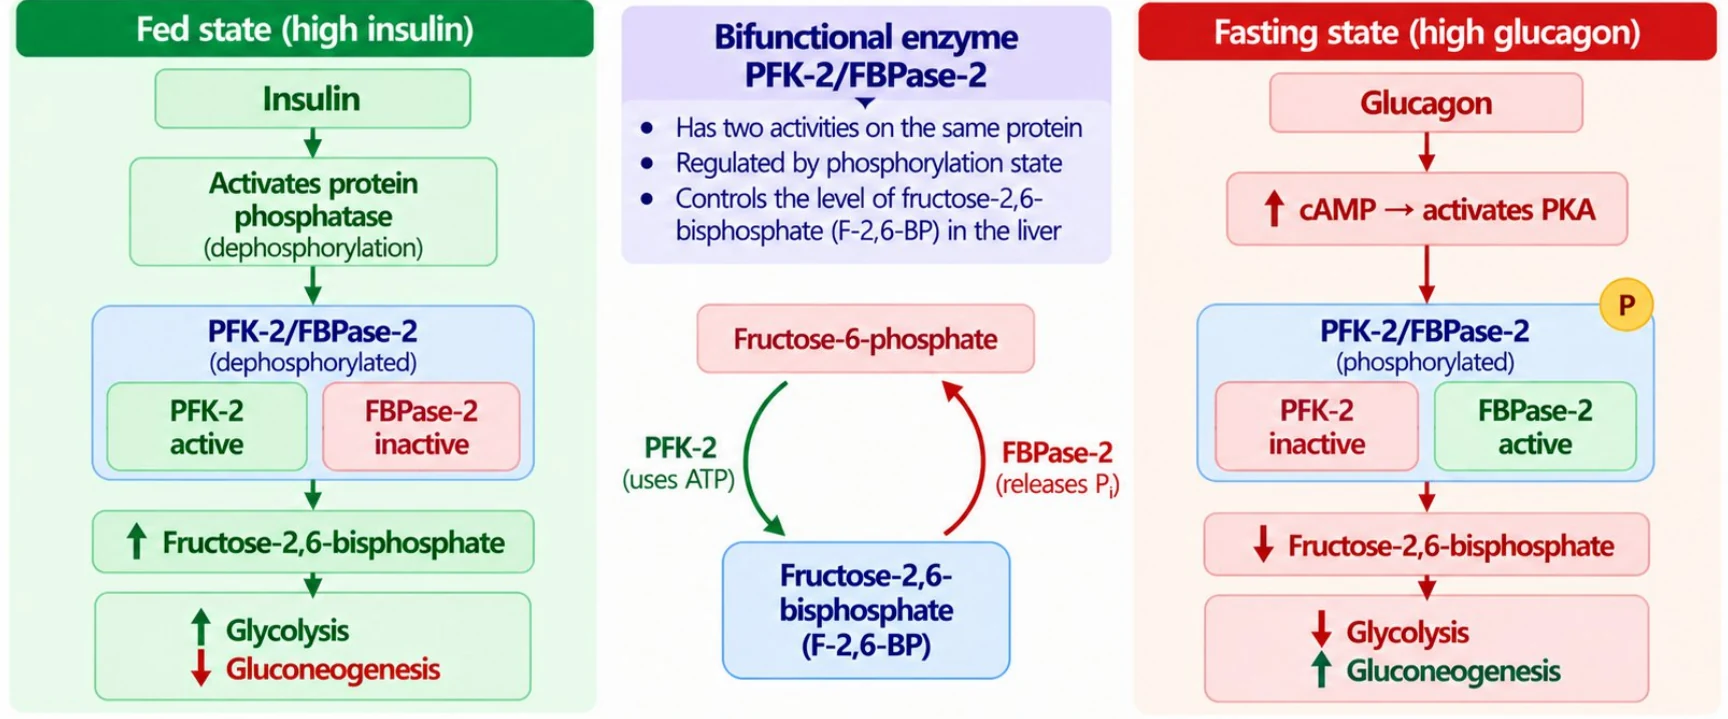 Fed state (high insulin)
Insulin
Activates protein
phosphatase
(dephosphorylation)
PFK-2/FBPase-2
(dephosphorylated)
PFK-2
active
FBPase-2
inactive
↑ Fructose-2,6-bisphosphate
↑ Glycolysis
↓ Gluconeogenesis
Bifunctional enzyme
PFK-2/FBPase-2
● Has two activities on the same protein
● Regulated by phosphorylation state
● Controls the level of fructose-2,6-
bisphosphate (F-2,6-BP) in the liver
Fructose-6-phosphate
PFK-2
(uses ATP)
FBPase-2
(releases Pi)
Fructose-2,6-
bisphosphate
(F-2,6-BP)
Fasting state (high glucagon)
Glucagon
↑ cAMP → activates PKA
P
PFK-2/FBPase-2
(phosphorylated)
PFK-2
inactive
FBPase-2
active
↓ Fructose-2,6-bisphosphate
↓ Glycolysis
↑ Gluconeogenesis